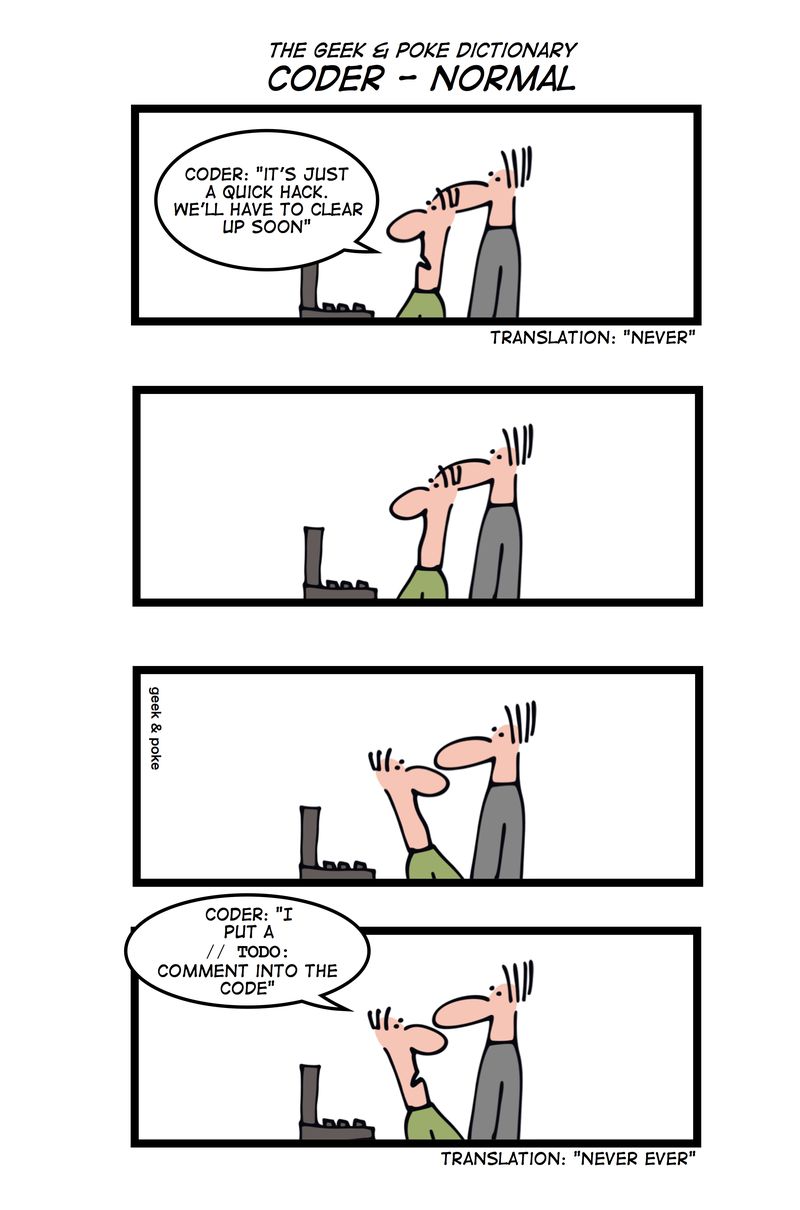 THE GEEK & POKE DICTIONARY
CODER - NORMAL
CODER: "IT'S JUST
A QUICK HACK.
WE'LL HAVE TO CLEAR
UP SOON"
TRANSLATION: "NEVER"
geek & poke
CODER: "I
PUT A
// TODO:
COMMENT INTO THE
CODE"
TRANSLATION: "NEVER EVER"